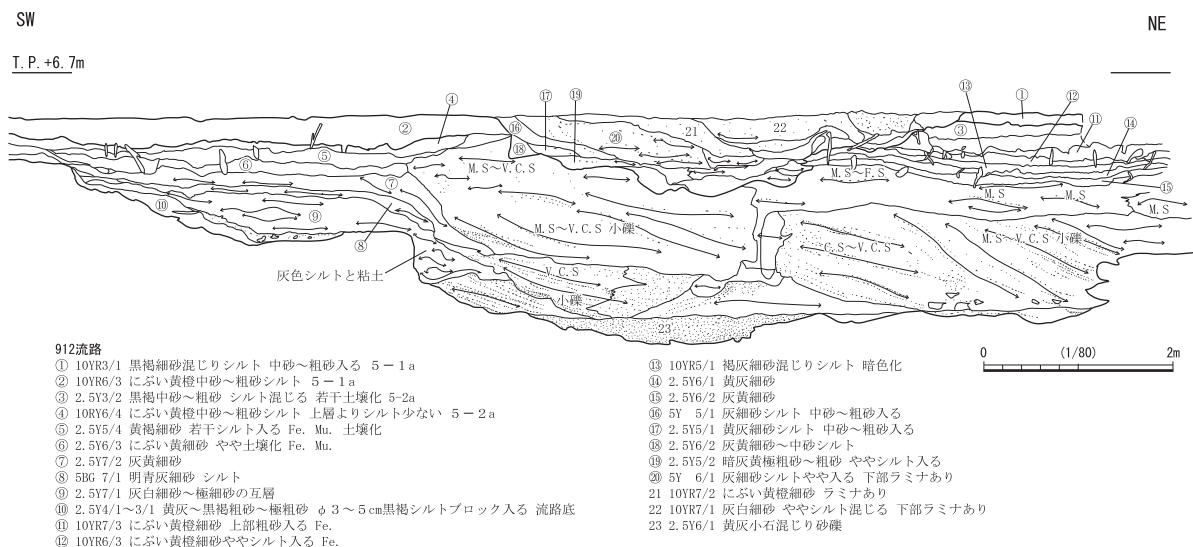 SW
NE
T.P.+6.7m
④
⑰
⑲
⑬
①
⑫
⑪
⑭
②
⑯
⑳
21
22
③
⑤
⑱
⑥
M.S～V.C.S
M.S～F.S
⑦
M.S
M.S
⑮
⑩
⑨
M.S
⑧
M.S～V.C.S 小礫
C.S～V.C.S
M.S～V.C.S 小礫
灰色シルトと粘土
V.C.S
小礫
23
912流路
① 10YR3/1 黒褐細砂混じりシルト 中砂～粗砂入る 5－1a
② 10YR6/3 にぶい黄橙中砂～粗砂シルト 5－1a
③ 2.5Y3/2 黒褐中砂～粗砂 シルト混じる 若干土壌化 5-2a
④ 10RY6/4 にぶい黄橙中砂～粗砂シルト 上層よりシルト少ない 5－2a
⑤ 2.5Y5/4 黄褐細砂 若干シルト入る Fe. Mu. 土壌化
⑥ 2.5Y6/3 にぶい黄細砂 やや土壌化 Fe. Mu.
⑦ 2.5Y7/2 灰黄細砂
⑧ 5BG 7/1 明青灰細砂 シルト
⑨ 2.5Y7/1 灰白細砂～極細砂の互層
⑩ 2.5Y4/1～3/1 黄灰～黒褐粗砂～極粗砂 φ3～5㎝黒褐シルトブロック入る 流路底
⑪ 10YR7/3 にぶい黄橙細砂 上部粗砂入る Fe.
⑫ 10YR6/3 にぶい黄橙細砂ややシルト入る Fe.
0 (1/80) 2m
⑬ 10YR5/1 褐灰細砂混じりシルト 暗色化
⑭ 2.5Y6/1 黄灰細砂
⑮ 2.5Y6/2 灰黄細砂
⑯ 5Y 5/1 灰細砂シルト 中砂～粗砂入る
⑰ 2.5Y5/1 黄灰細砂シルト 中砂～粗砂入る
⑱ 2.5Y6/2 灰黄細砂～中砂シルト
⑲ 2.5Y5/2 暗灰黄極粗砂～粗砂 ややシルト入る
⑳ 5Y 6/1 灰細砂シルトやや入る 下部ラミナあり
21 10YR7/2 にぶい黄橙細砂 ラミナあり
22 10YR7/1 灰白細砂 ややシルト混じる 下部ラミナあり
23 2.5Y6/1 黄灰小石混じり砂礫